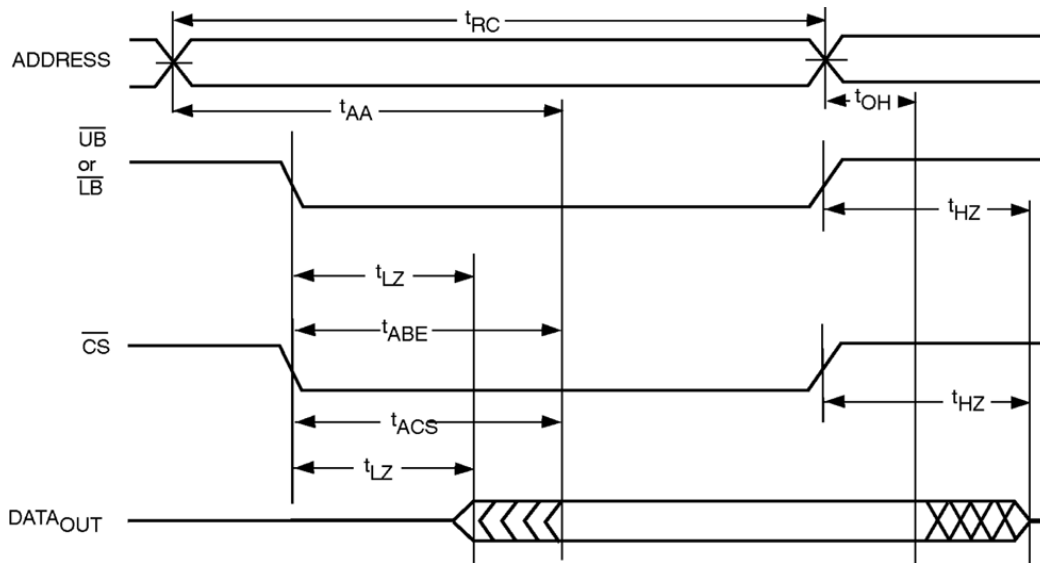 tRC
ADDRESS
tAA
tOH
UB
or
LB
tHZ
tLZ
tABE
CS
tHZ
tACS
tLZ
DATAOUT